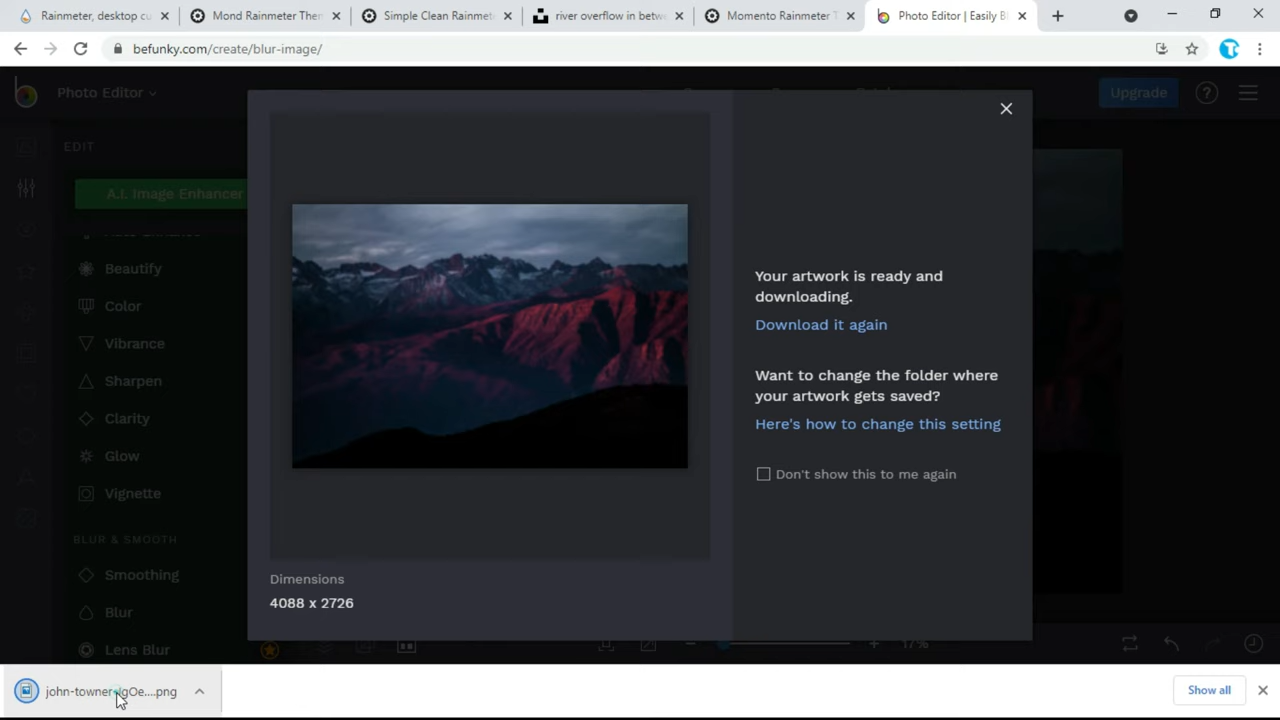 Rainmeter, desktop cu
Mond Rainmeter Ther
Simple Clean Rainmete
river overflow in betwe
Momento Rainmeter T
Photo Editor | Easily Bl
befunky.com/create/blur-image/
Photo Editor
Upgrade
EDIT
A.I. Image Enhancer
Beautify
Color
Vibrance
Sharpen
Clarity
Glow
Vignette
BLUR & SMOOTH
Smoothing
Blur
Lens Blur
Your artwork is ready and
downloading.
Download it again
Want to change the folder where
your artwork gets saved?
Here's how to change this setting
Don't show this to me again
Dimensions
4088 x 2726
17%
Show all